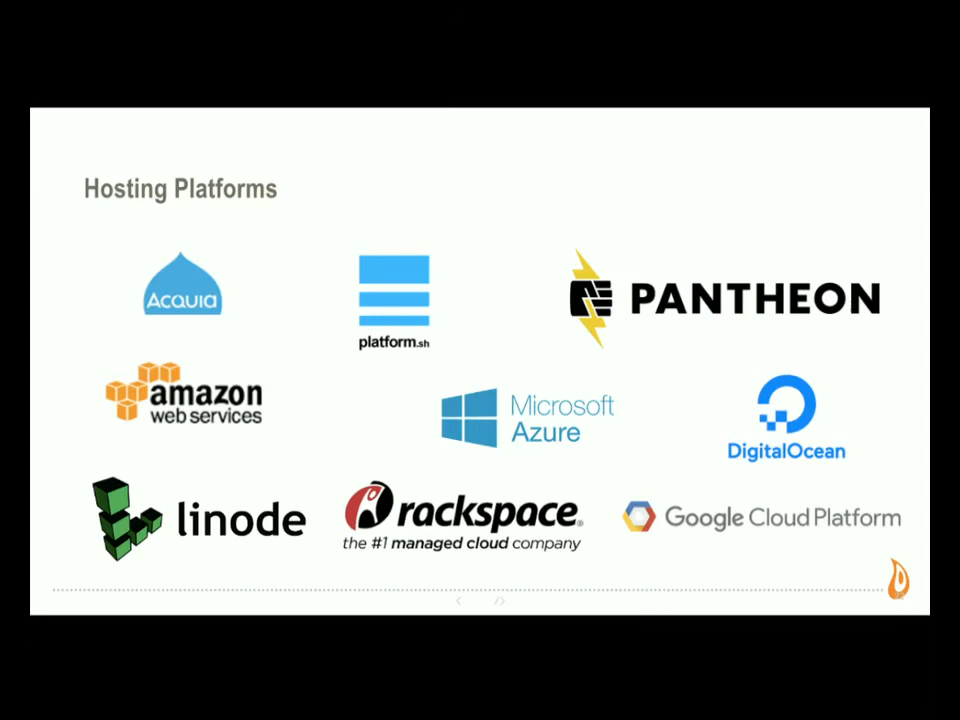 Hosting Platforms
Acquia
platform.sh
PANTHEON
amazon
web services
Microsoft
Azure
DigitalOcean
linode
rackspace®
the #1 managed cloud company
Google Cloud Platform